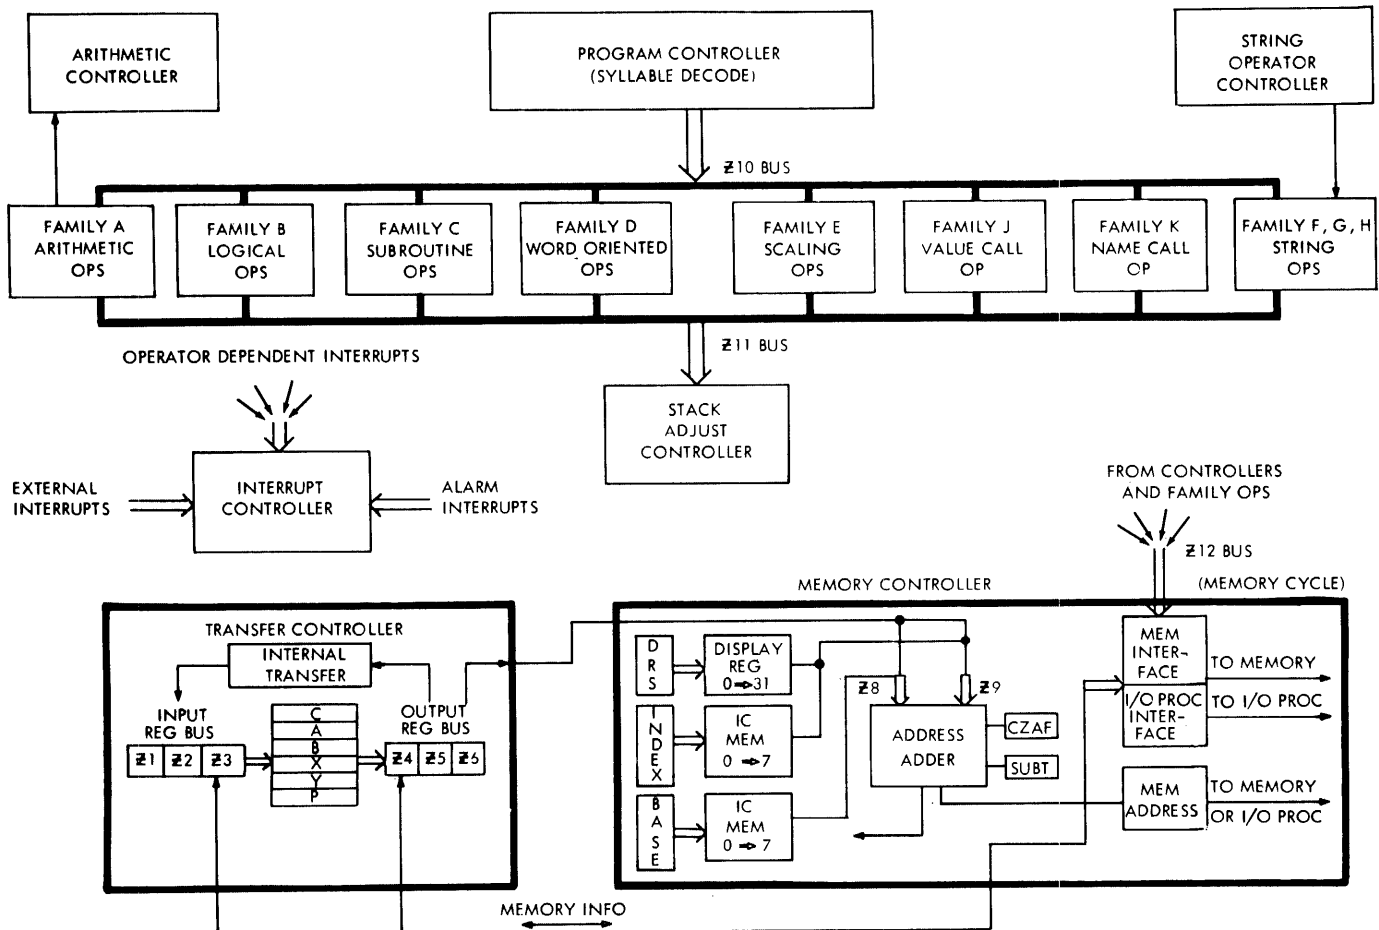 ARITHMETIC
CONTROLLER
PROGRAM CONTROLLER
(SYLLABLE DECODE)
STRING
OPERATOR
CONTROLLER
Ƶ10 BUS
FAMILY A
ARITHMETIC
OPS
FAMILY B
LOGICAL
OPS
FAMILY C
SUBROUTINE
OPS
FAMILY D
WORD ORIENTED
OPS
FAMILY E
SCALING
OPS
FAMILY J
VALUE CALL
OP
FAMILY K
NAME CALL
OP
FAMILY F, G, H
STRING
OPS
Ƶ11 BUS
OPERATOR DEPENDENT INTERRUPTS
STACK
ADJUST
CONTROLLER
EXTERNAL
INTERRUPTS
INTERRUPT
CONTROLLER
ALARM
INTERRUPTS
FROM CONTROLLERS
AND FAMILY OPS
Ƶ12 BUS
MEMORY CONTROLLER
(MEMORY CYCLE)
TRANSFER CONTROLLER
INTERNAL
TRANSFER
INPUT
REG BUS
OUTPUT
REG BUS
Ƶ1 Ƶ2 Ƶ3
C
A
B
X
Y
P
Ƶ4 Ƶ5 Ƶ6
DRS
DISPLAY
REG
0 ➡ 31
INDEX
IC
MEM
0 ➡ 7
BASE
IC
MEM
0 ➡ 7
Ƶ8
Ƶ9
ADDRESS
ADDER
CZAF
SUBT
MEM
INTER-
FACE
I/O PROC
INTER-
FACE
TO MEMORY
TO I/O PROC
MEM
ADDRESS
TO MEMORY
OR I/O PROC
MEMORY INFO